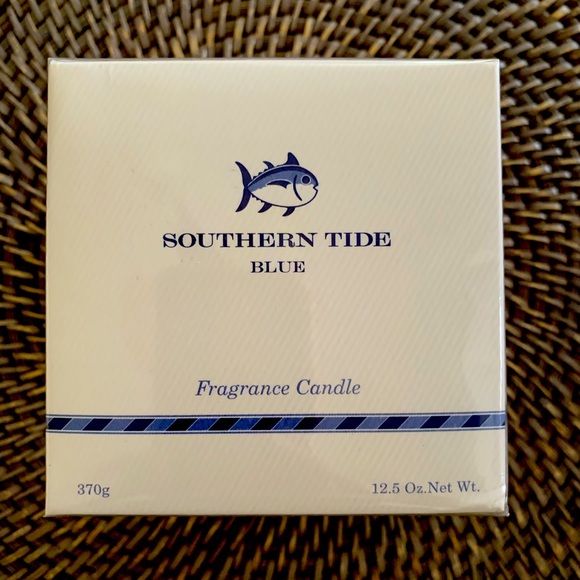 SOUTHERN TIDE
BLUE
Fragrance Candle
370g 12.5 Oz.Net Wt.